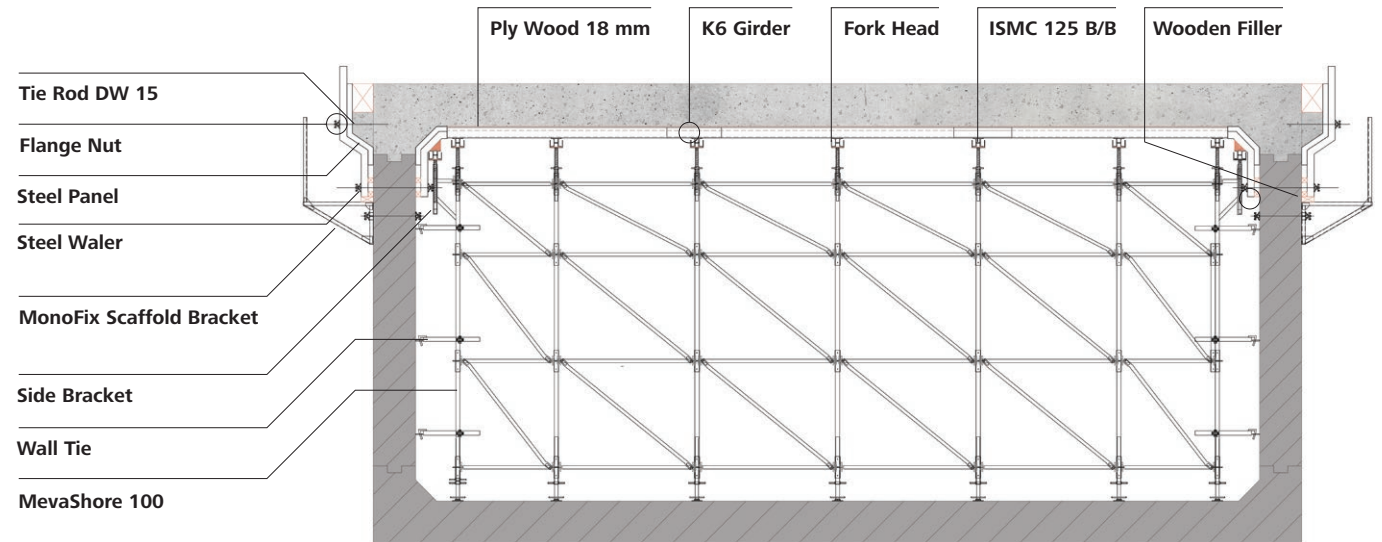 Ply Wood 18 mm
K6 Girder
Fork Head
ISMC 125 B/B
Wooden Filler
Tie Rod DW 15
Flange Nut
Steel Panel
Steel Waler
MonoFix Scaffold Bracket
Side Bracket
Wall Tie
MevaShore 100